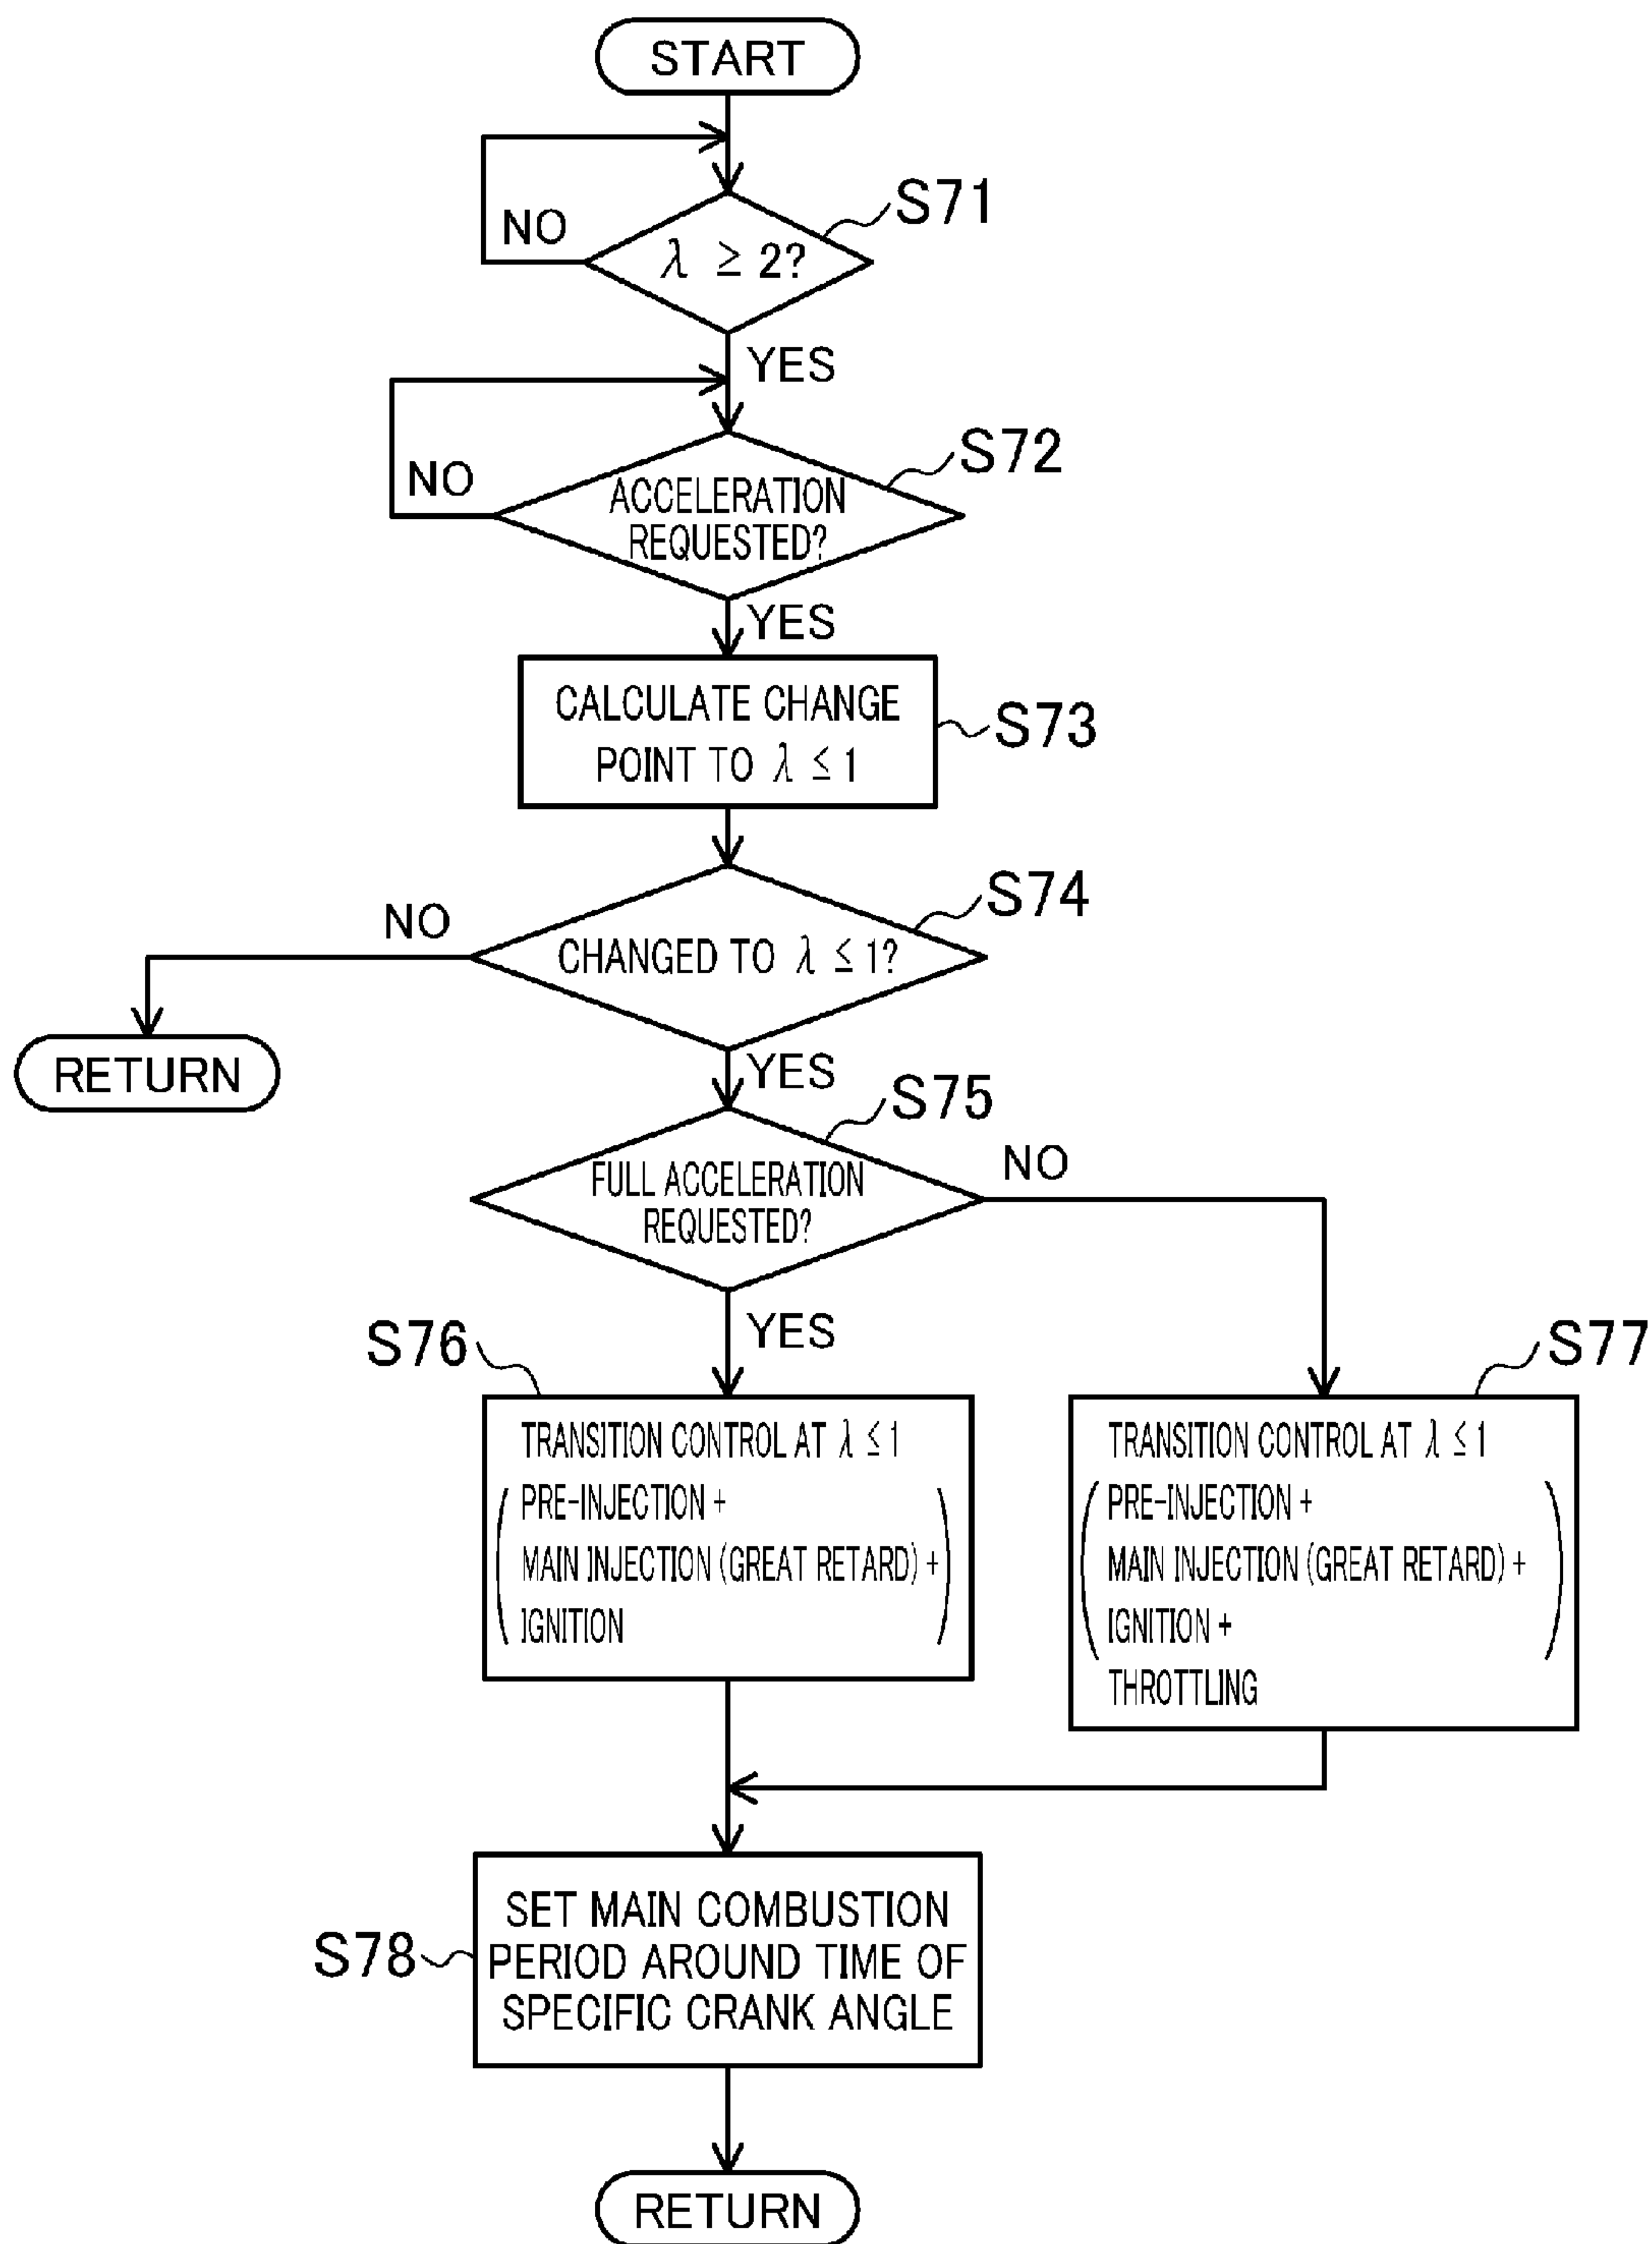 START
NO
S71
λ ≥ 2?
YES
NO
S72
ACCELERATION
REQUESTED?
YES
CALCULATE CHANGE
POINT TO λ ≤ 1
S73
NO
S74
CHANGED TO λ ≤ 1?
RETURN
YES
S75
FULL ACCELERATION
REQUESTED?
NO
YES
S76
S77
TRANSITION CONTROL AT λ ≤ 1
PRE-INJECTION +
MAIN INJECTION (GREAT RETARD) +
IGNITION
TRANSITION CONTROL AT λ ≤ 1
PRE-INJECTION +
MAIN INJECTION (GREAT RETARD) +
IGNITION +
THROTTLING
S78
SET MAIN COMBUSTION
PERIOD AROUND TIME OF
SPECIFIC CRANK ANGLE
RETURN